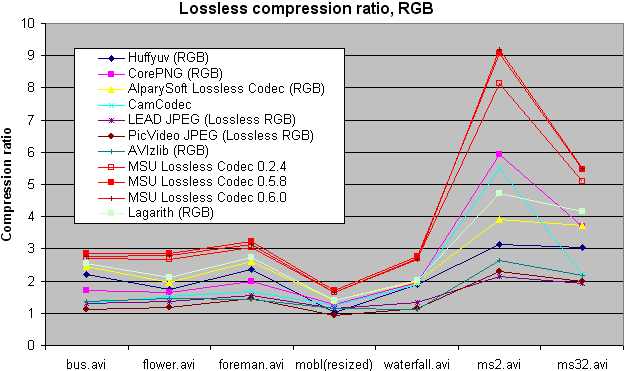 Lossless compression ratio, RGB
Compression ratio
10
9
8
7
6
5
4
3
2
1
0
Huffyuv (RGB)
CorePNG (RGB)
AlparySoft Lossless Codec (RGB)
CamCodec
LEAD JPEG (Lossless RGB)
PicVideo JPEG (Lossless RGB)
AVIzlib (RGB)
MSU Lossless Codec 0.2.4
MSU Lossless Codec 0.5.8
MSU Lossless Codec 0.6.0
Lagarith (RGB)
bus.avi flower.avi foreman.avi mobl(resized) waterfall.avi ms2.avi ms32.avi